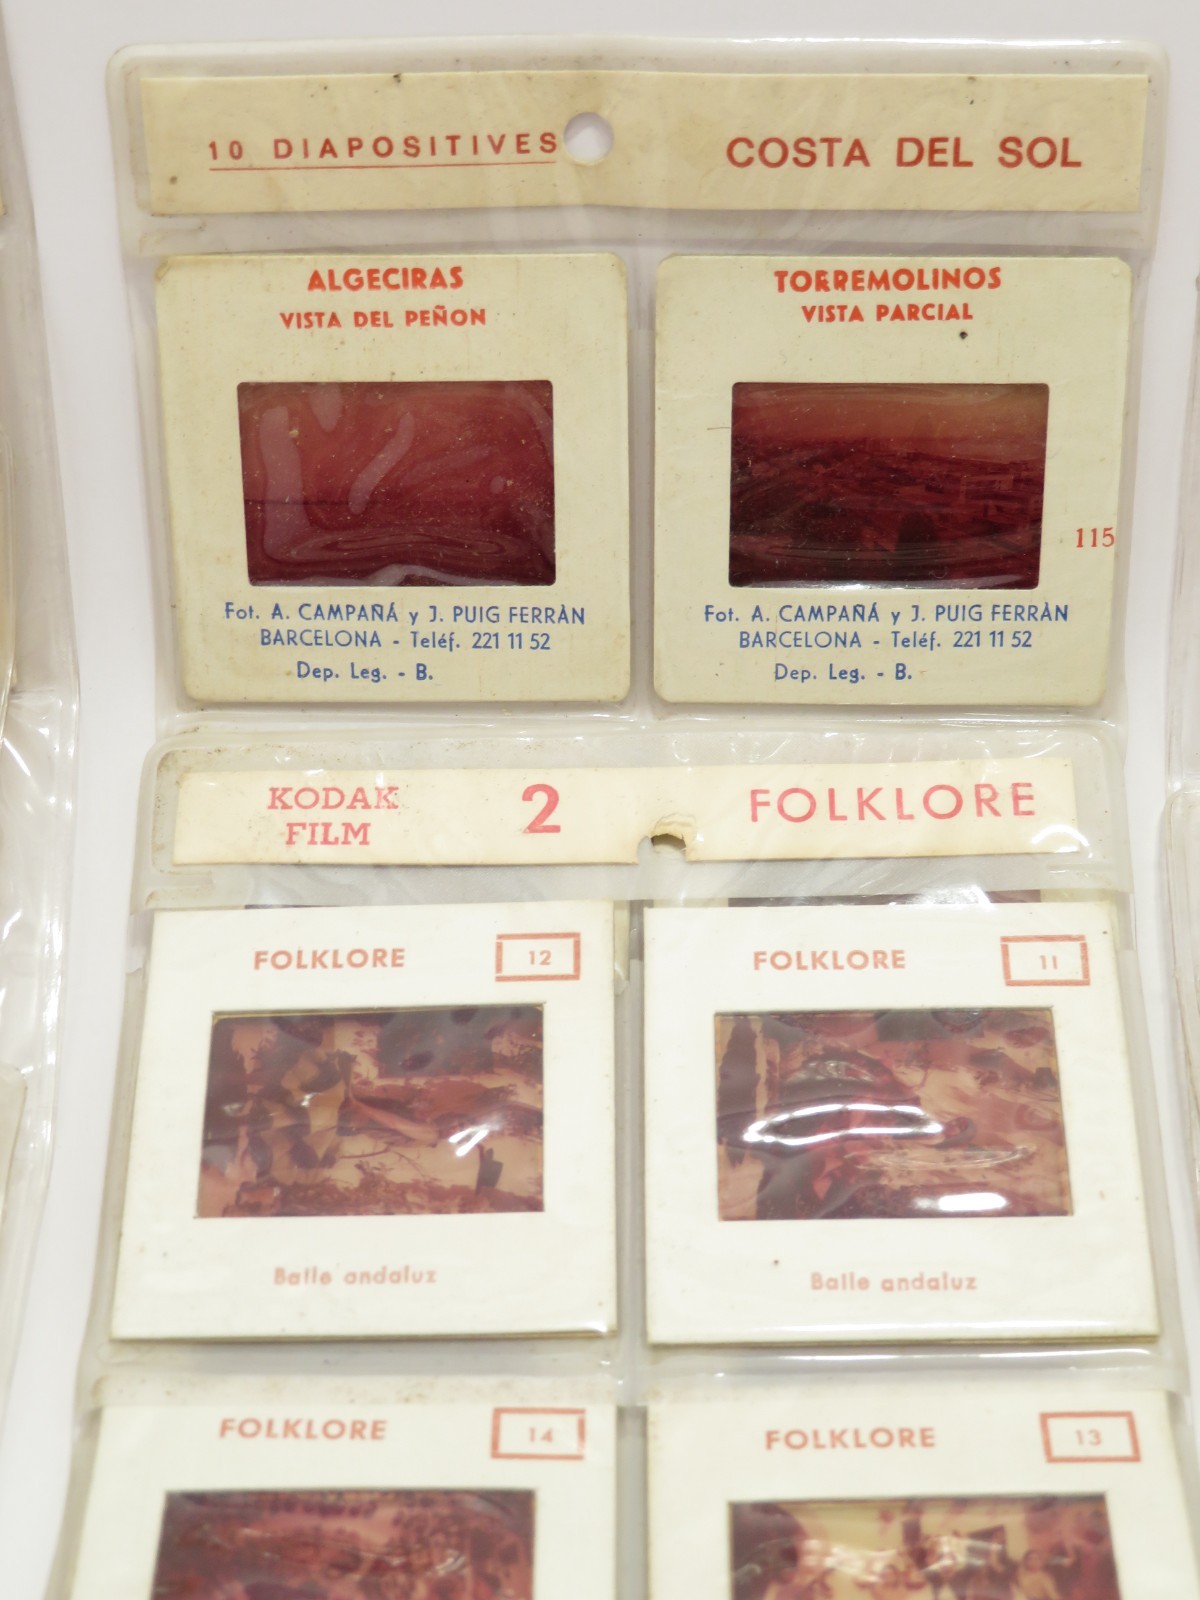 10 DIAPOSITIVES
COSTA DEL SOL
ALGECIRAS
VISTA DEL PEÑON
Fot. A. CAMPAÑÁ y J. PUIG FERRÀN
BARCELONA - Teléf. 221 11 52
Dep. Leg. - B.
TORREMOLINOS
VISTA PARCIAL
115
Fot. A. CAMPAÑÁ y J. PUIG FERRÀN
BARCELONA - Teléf. 221 11 52
Dep. Leg. - B.
KODAK
FILM
2
FOLKLORE
FOLKLORE
12
Baile andaluz
FOLKLORE
11
Baile andaluz
FOLKLORE
14
FOLKLORE
13